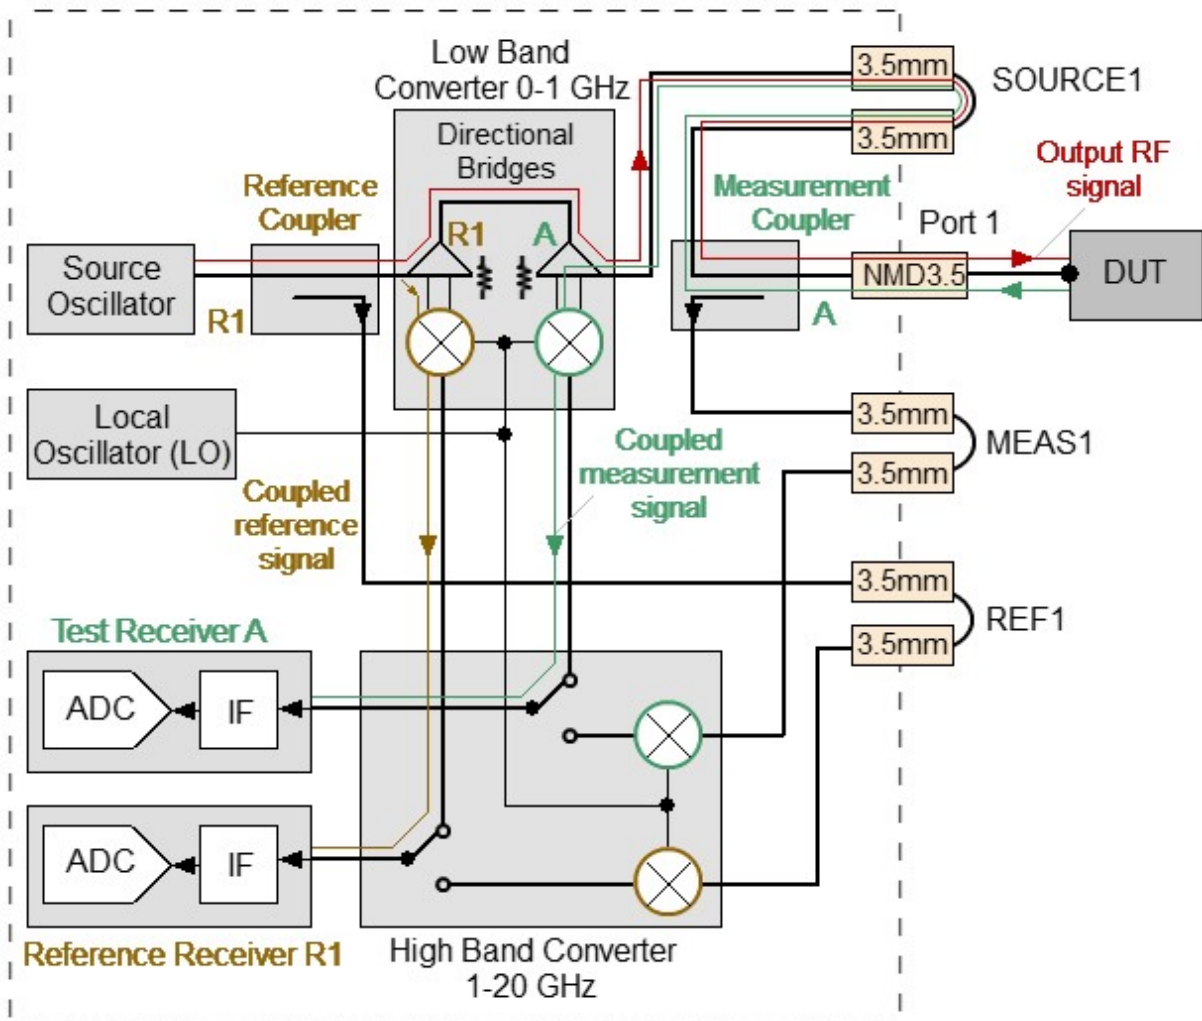 Low Band
Converter 0-1 GHz
Directional
Bridges
3.5mm
3.5mm
SOURCE1
Output RF
signal
Reference
Coupler
Measurement
Coupler
Port 1
R1
A
Source
Oscillator
R1
A
NMD3.5
DUT
Local
Oscillator (LO)
Coupled
reference
signal
Coupled
measurement
signal
3.5mm
3.5mm
MEAS1
3.5mm
3.5mm
REF1
Test Receiver A
ADC
IF
ADC
IF
Reference Receiver R1
High Band Converter
1-20 GHz